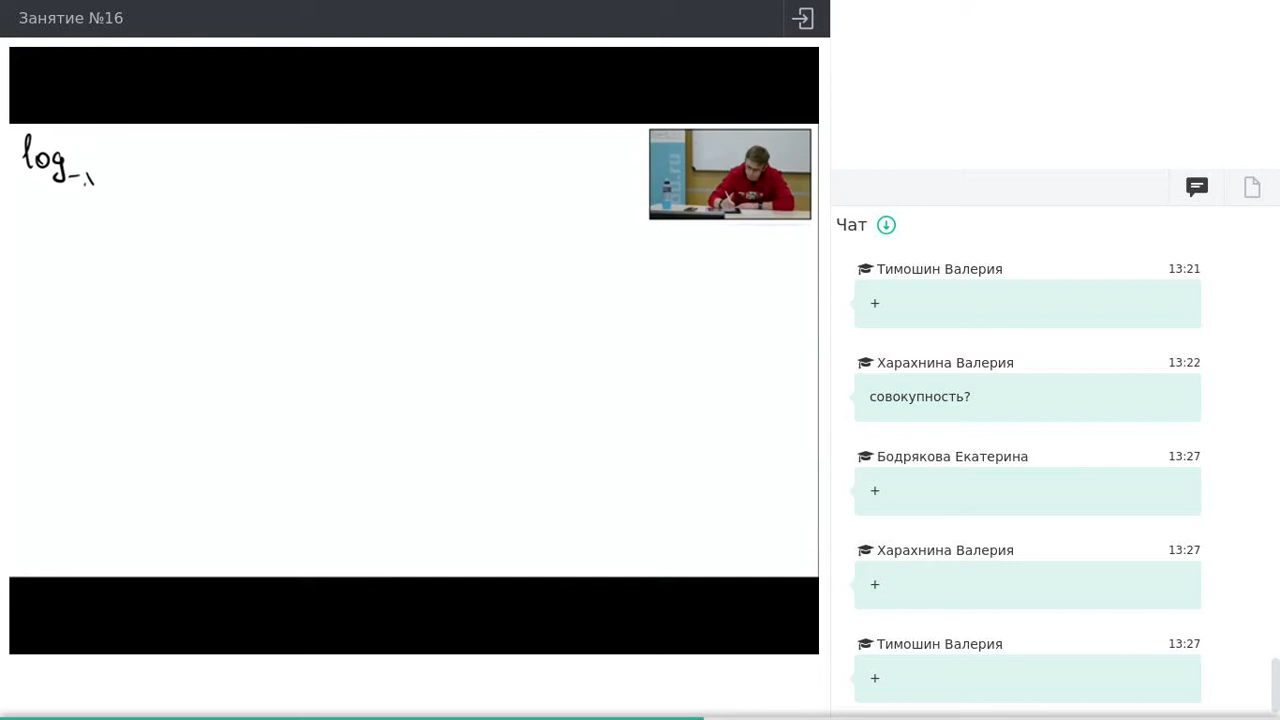 Занятие №16
log
Чат
Тимошин Валерия 13:21
+
Харахнина Валерия 13:22
совокупность?
Бодрякова Екатерина 13:27
+
Харахнина Валерия 13:27
+
Тимошин Валерия 13:27
+